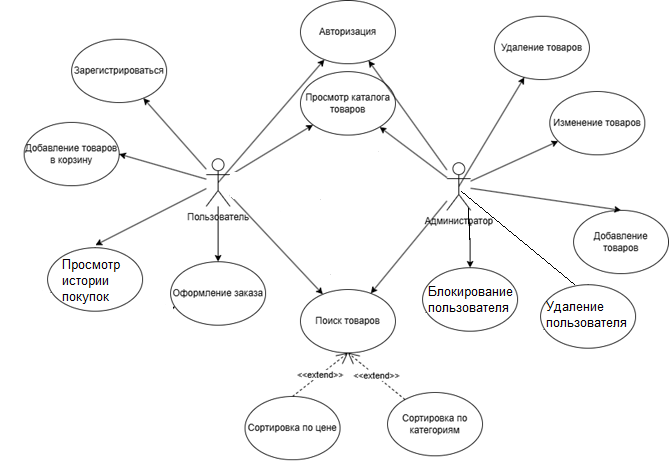 Авторизация
Удаление товаров
Зарегистрироваться
Просмотр каталога
товаров
Изменение товаров
Добавление товаров
в корзину
Пользователь
Администратор
Добавление
товаров
Просмотр
истории
покупок
Оформление заказа
Блокирование
пользователя
Удаление
пользователя
Поиск товаров
<<extend>>
<<extend>>
Сортировка по цене
Сортировка по
категориям